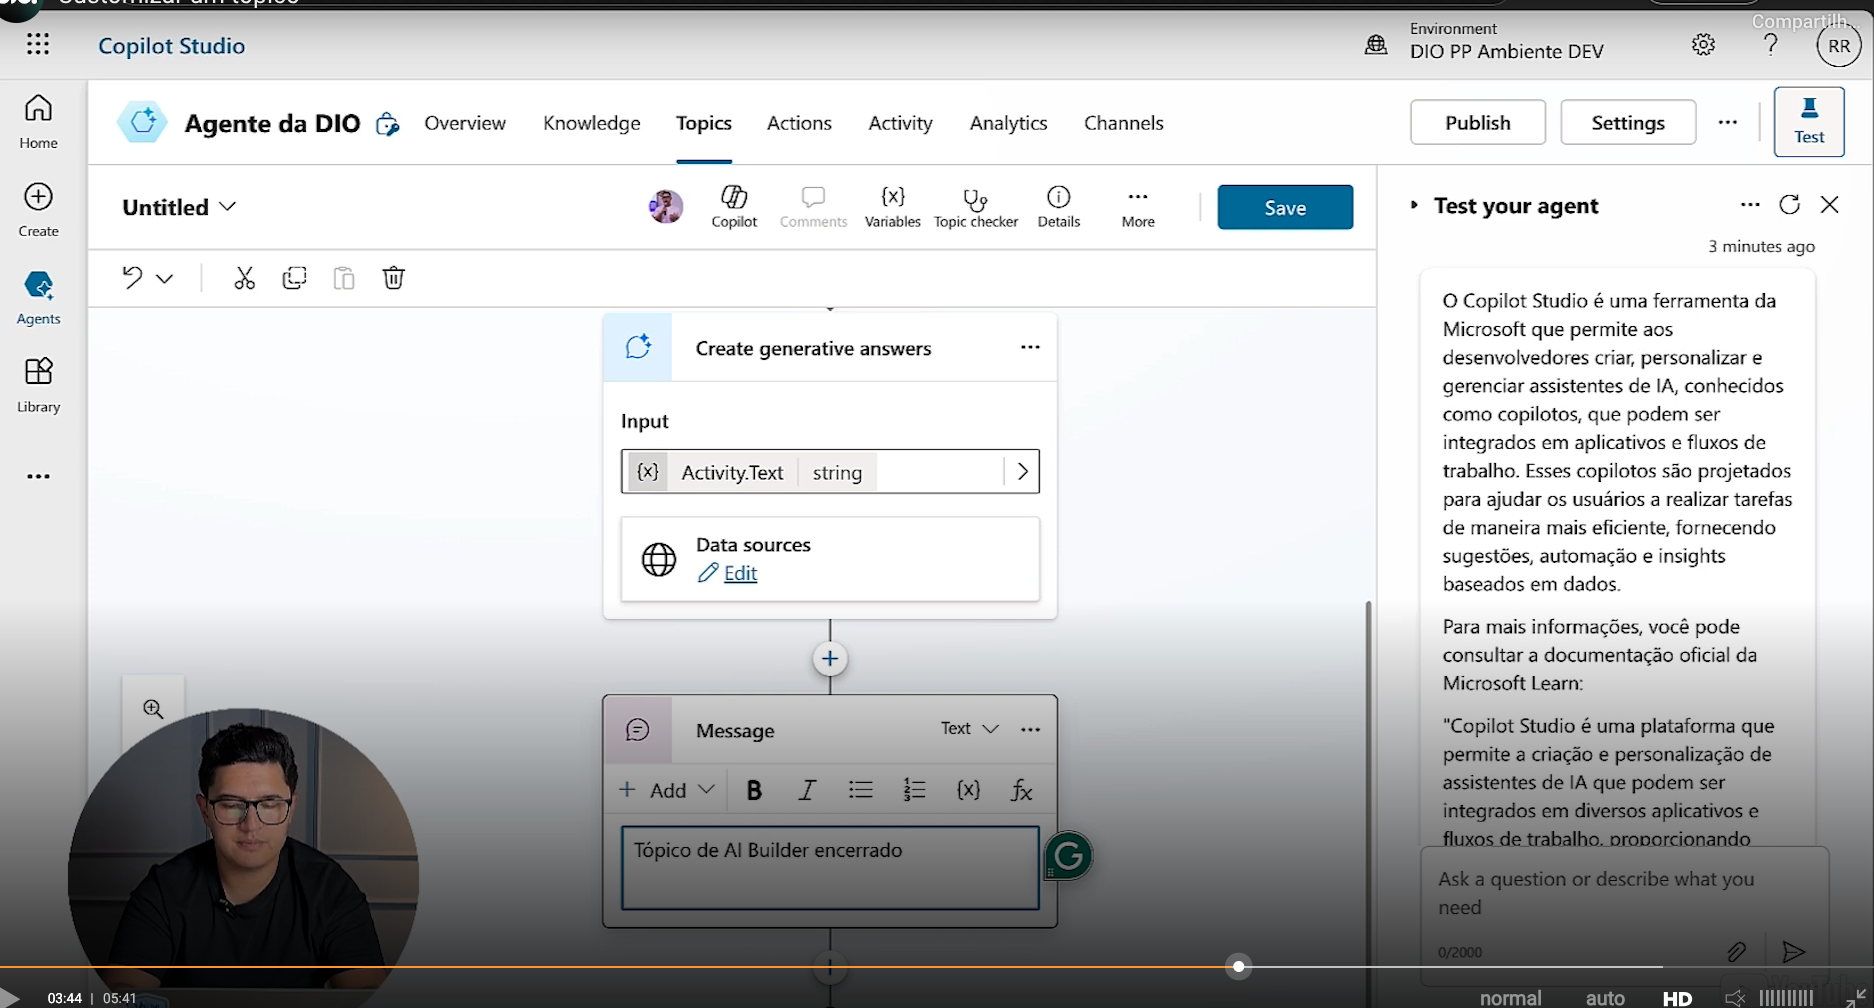 Customizar um tópico
Compartilh...
Copilot Studio
Environment
DIO PP Ambiente DEV
?
RR
Home
Create
Agents
Library
Agente da DIO
Overview
Knowledge
Topics
Actions
Activity
Analytics
Channels
Publish
Settings
Test
Untitled
Copilot
Comments
{x}
Variables
Topic checker
Details
More
Save
Create generative answers
Input
{x} Activity.Text string
Data sources
Edit
Message
Text
+ Add
B
I
{x}
fx
Tópico de AI Builder encerrado
G
Test your agent
3 minutes ago
O Copilot Studio é uma ferramenta da
Microsoft que permite aos
desenvolvedores criar, personalizar e
gerenciar assistentes de IA, conhecidos
como copilotos, que podem ser
integrados em aplicativos e fluxos de
trabalho. Esses copilotos são projetados
para ajudar os usuários a realizar tarefas
de maneira mais eficiente, fornecendo
sugestões, automação e insights
baseados em dados.
Para mais informações, você pode
consultar a documentação oficial da
Microsoft Learn:
"Copilot Studio é uma plataforma que
permite a criação e personalização de
assistentes de IA que podem ser
integrados em diversos aplicativos e
fluxos de trabalho, proporcionando
Ask a question or describe what you
need
0/2000
YouTube
03:44 | 05:41
normal
auto
HD